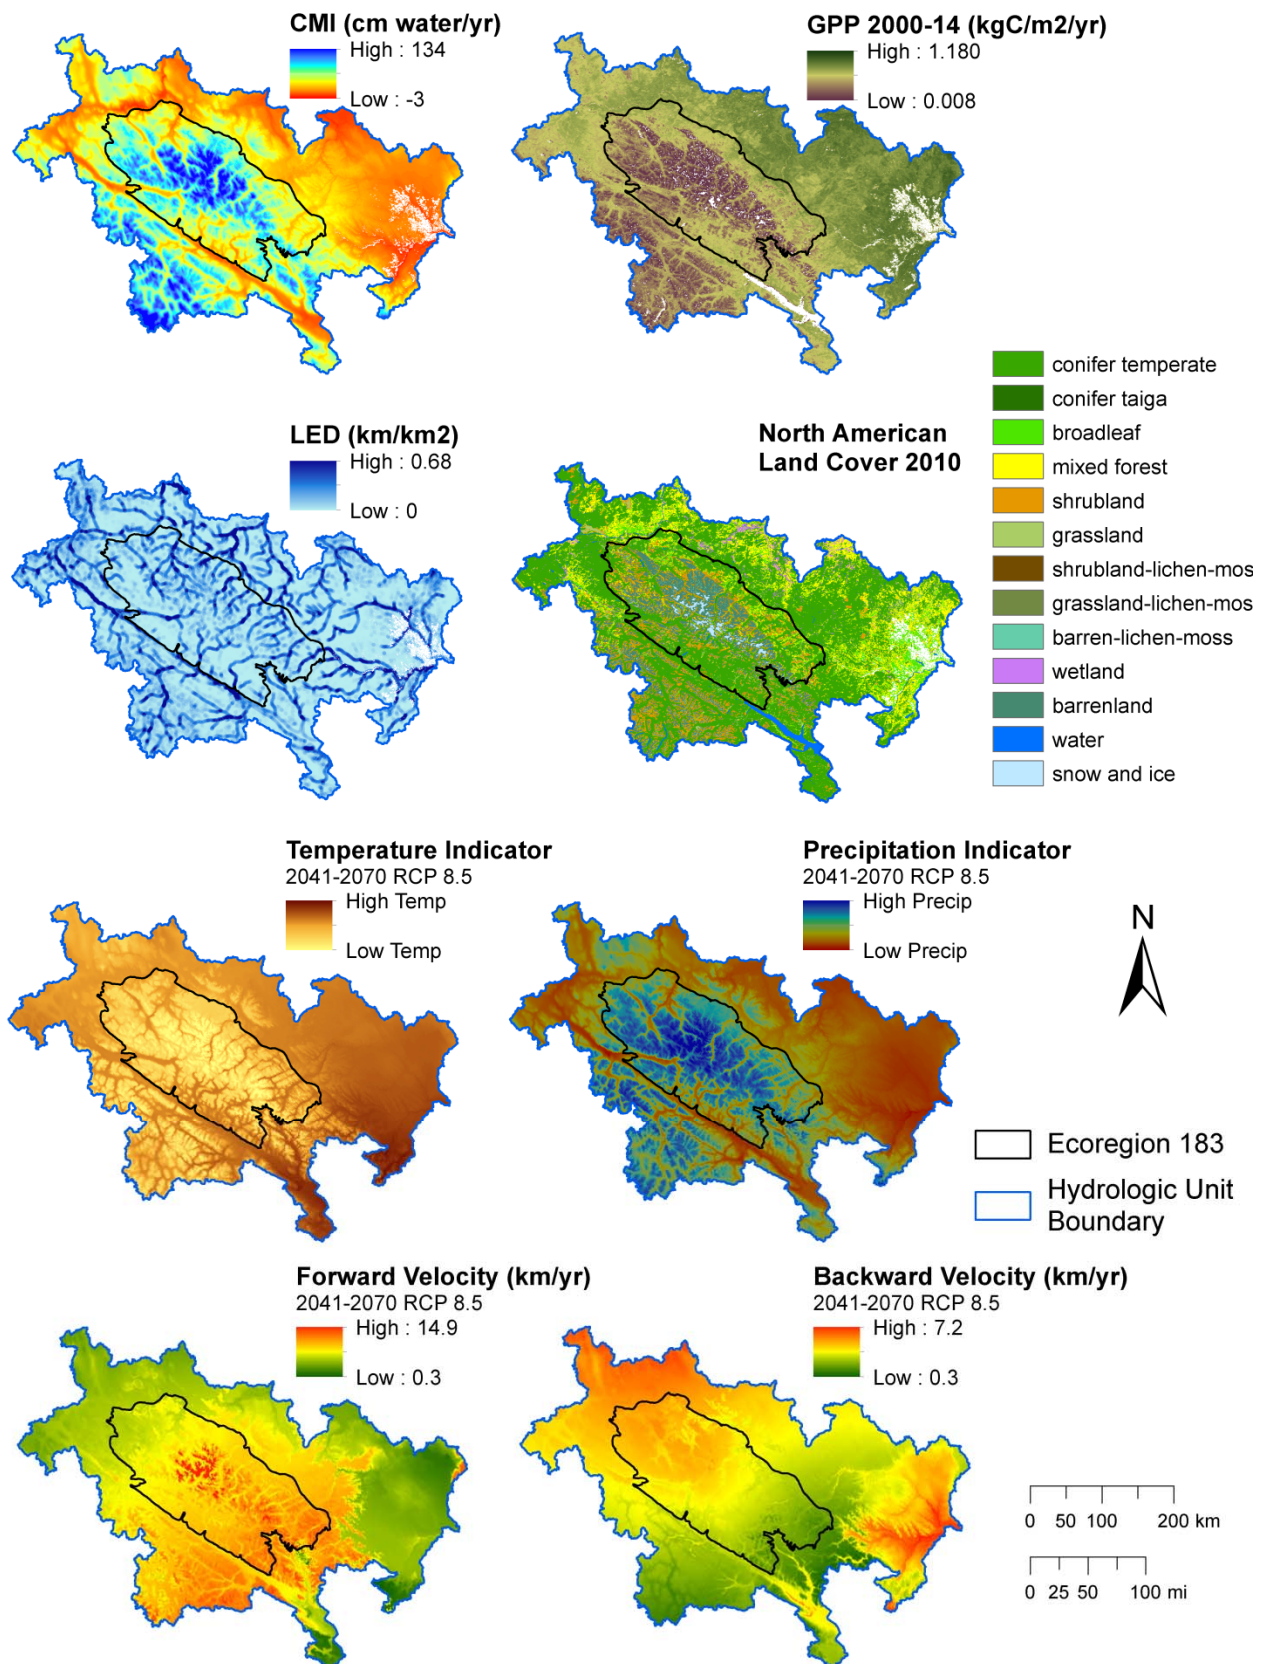 CMI (cm water/yr)
High : 134
Low : -3
GPP 2000-14 (kgC/m2/yr)
High : 1.180
Low : 0.008
LED (km/km2)
High : 0.68
Low : 0
North American
Land Cover 2010
conifer temperate
conifer taiga
broadleaf
mixed forest
shrubland
grassland
shrubland-lichen-mos
grassland-lichen-mos
barren-lichen-moss
wetland
barrenland
water
snow and ice
Temperature Indicator
2041-2070 RCP 8.5
High Temp
Low Temp
Precipitation Indicator
2041-2070 RCP 8.5
High Precip
Low Precip
N
Ecoregion 183
Hydrologic Unit
Boundary
Forward Velocity (km/yr)
2041-2070 RCP 8.5
High : 14.9
Low : 0.3
Backward Velocity (km/yr)
2041-2070 RCP 8.5
High : 7.2
Low : 0.3
0 50 100 200 km
0 25 50 100 mi